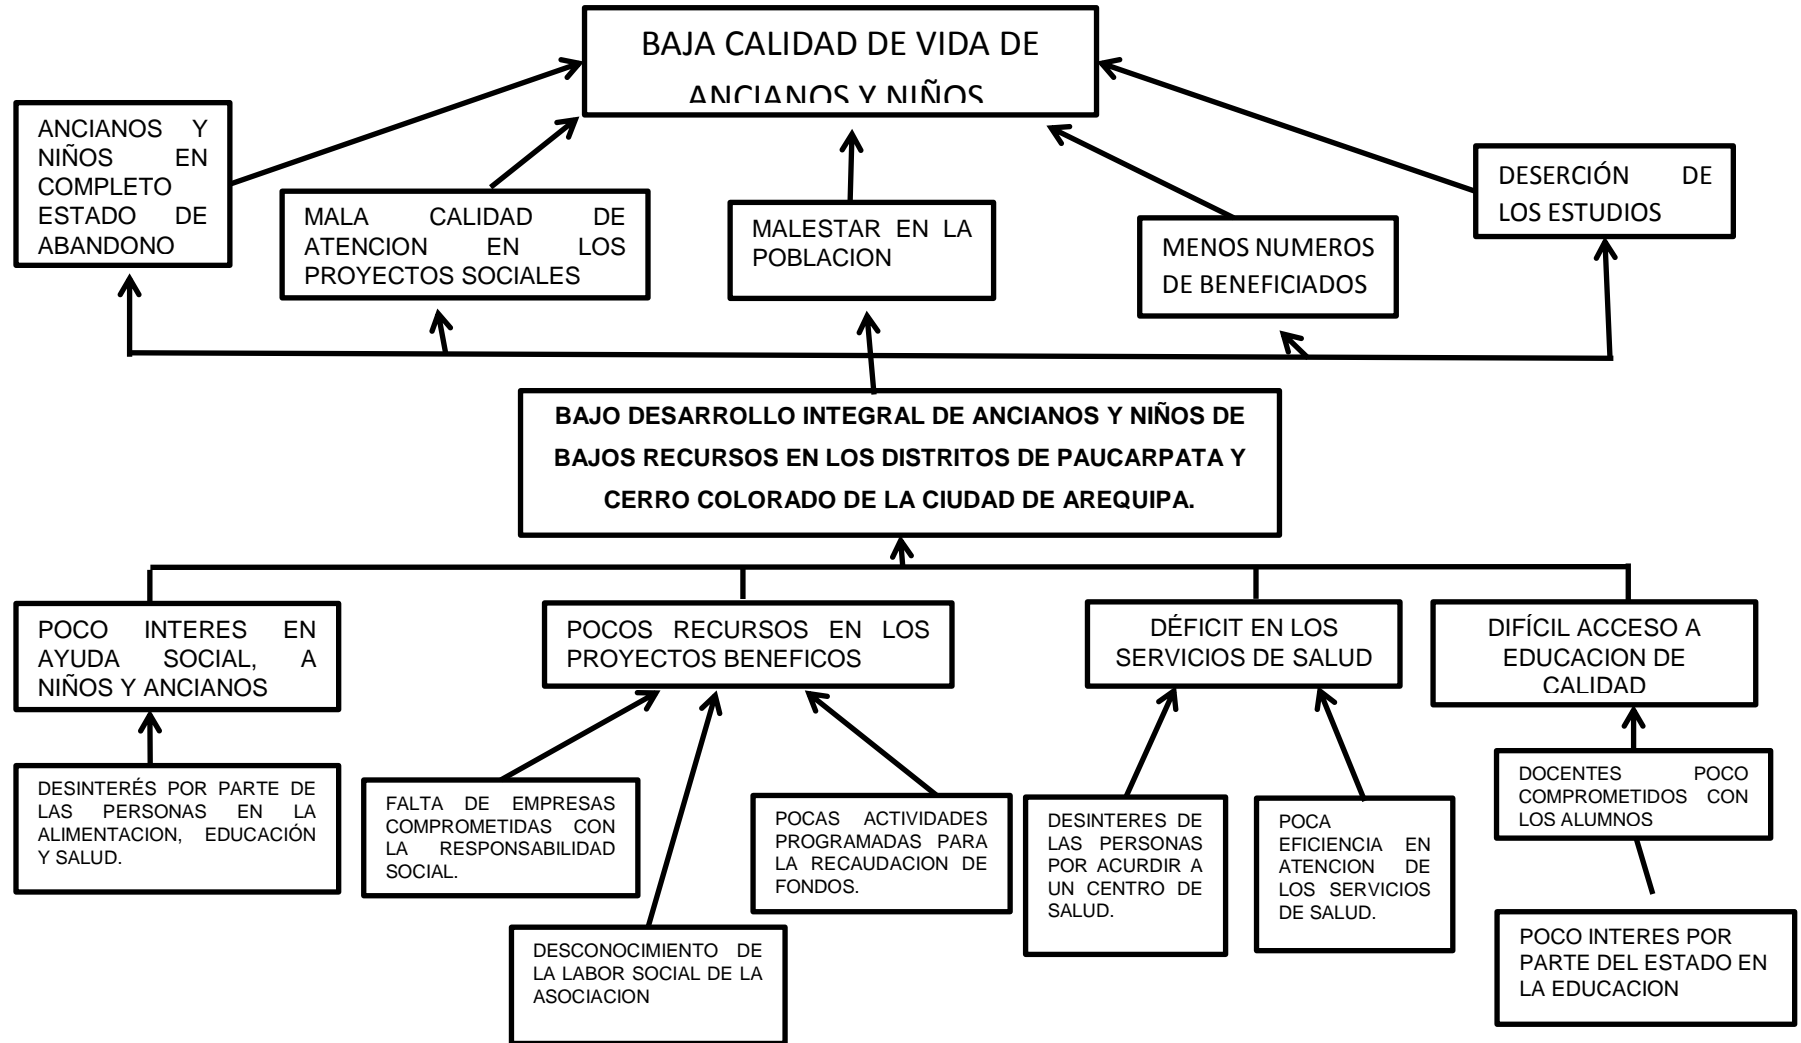 BAJA CALIDAD DE VIDA DE
ANCIANOS Y NIÑOS
ANCIANOS Y
NIÑOS EN
COMPLETO
ESTADO DE
ABANDONO
MALA CALIDAD DE
ATENCION EN LOS
PROYECTOS SOCIALES
MALESTAR EN LA
POBLACION
MENOS NUMEROS
DE BENEFICIADOS
DESERCIÓN DE
LOS ESTUDIOS
BAJO DESARROLLO INTEGRAL DE ANCIANOS Y NIÑOS DE
BAJOS RECURSOS EN LOS DISTRITOS DE PAUCARPATA Y
CERRO COLORADO DE LA CIUDAD DE AREQUIPA.
POCO INTERES EN
AYUDA SOCIAL, A
NIÑOS Y ANCIANOS
POCOS RECURSOS EN LOS
PROYECTOS BENEFICOS
DÉFICIT EN LOS
SERVICIOS DE SALUD
DIFÍCIL ACCESO A
EDUCACION DE
CALIDAD
DESINTERÉS POR PARTE DE
LAS PERSONAS EN LA
ALIMENTACION, EDUCACIÓN
Y SALUD.
FALTA DE EMPRESAS
COMPROMETIDAS CON
LA RESPONSABILIDAD
SOCIAL.
DESCONOCIMIENTO DE
LA LABOR SOCIAL DE LA
ASOCIACION
POCAS ACTIVIDADES
PROGRAMADAS PARA
LA RECAUDACION DE
FONDOS.
DESINTERES DE
LAS PERSONAS
POR ACURDIR A
UN CENTRO DE
SALUD.
POCA
EFICIENCIA EN
ATENCION DE
LOS SERVICIOS
DE SALUD.
DOCENTES POCO
COMPROMETIDOS CON
LOS ALUMNOS
POCO INTERES POR
PARTE DEL ESTADO EN
LA EDUCACION